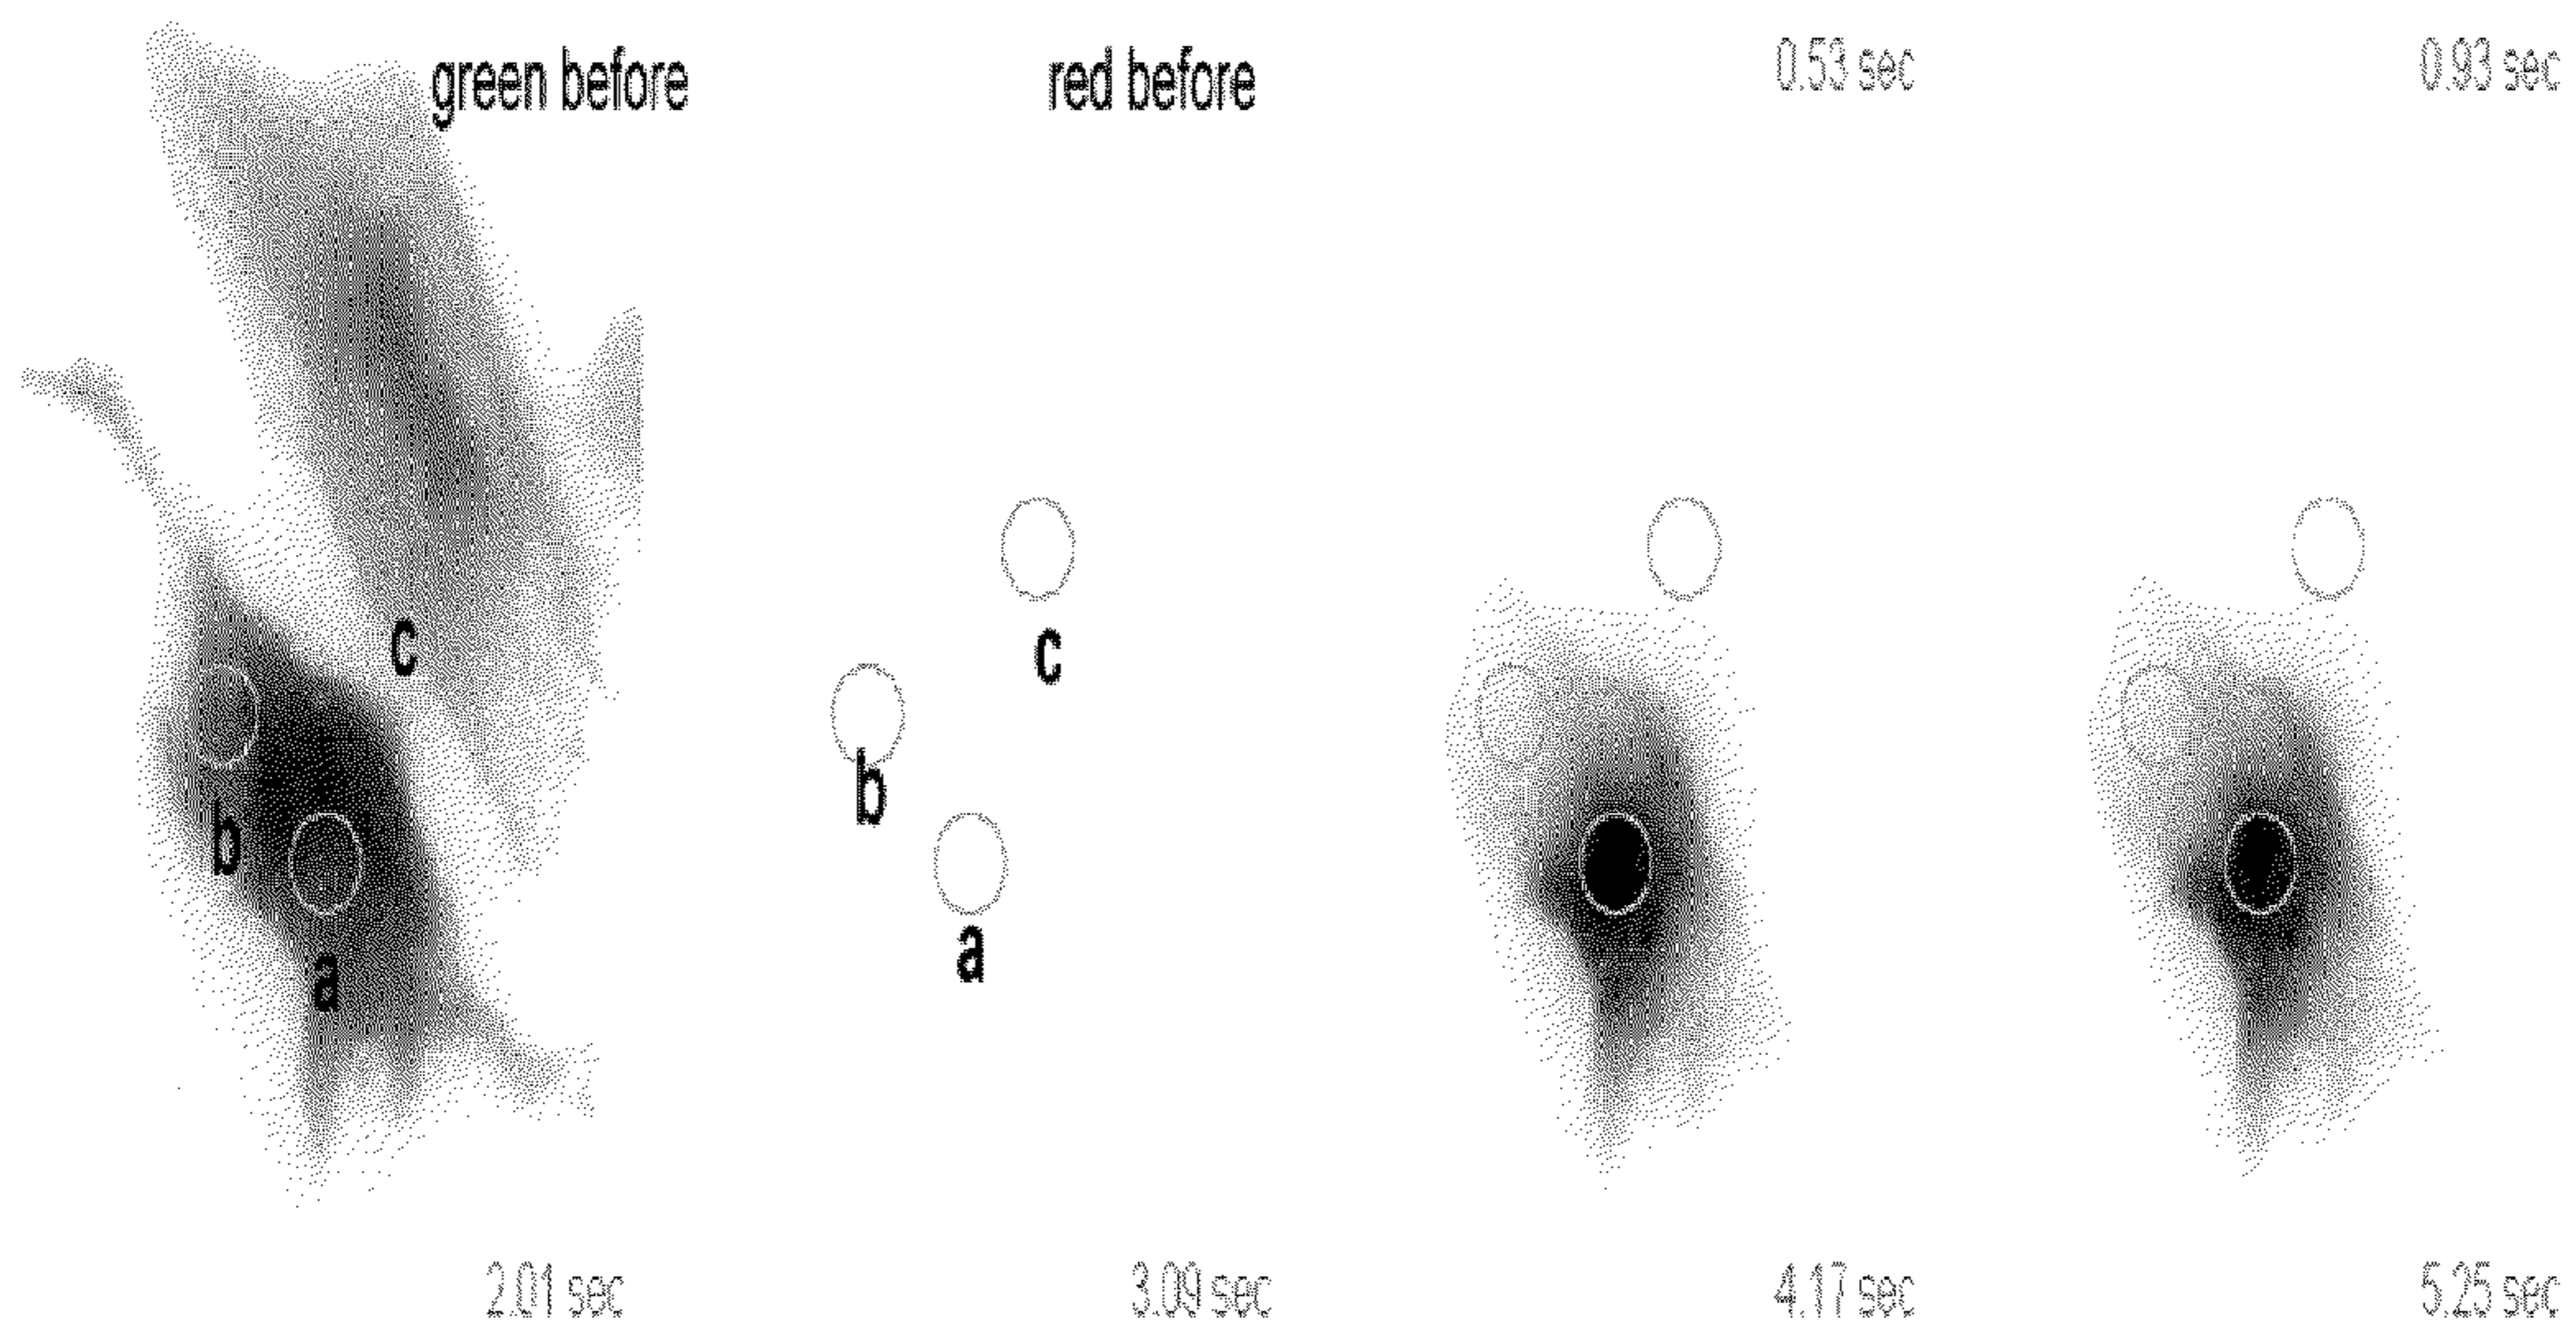 green before
red before
0.53 sec
0.93 sec
c
c
b
b
a
a
2.01 sec
3.09 sec
4.17 sec
5.25 sec